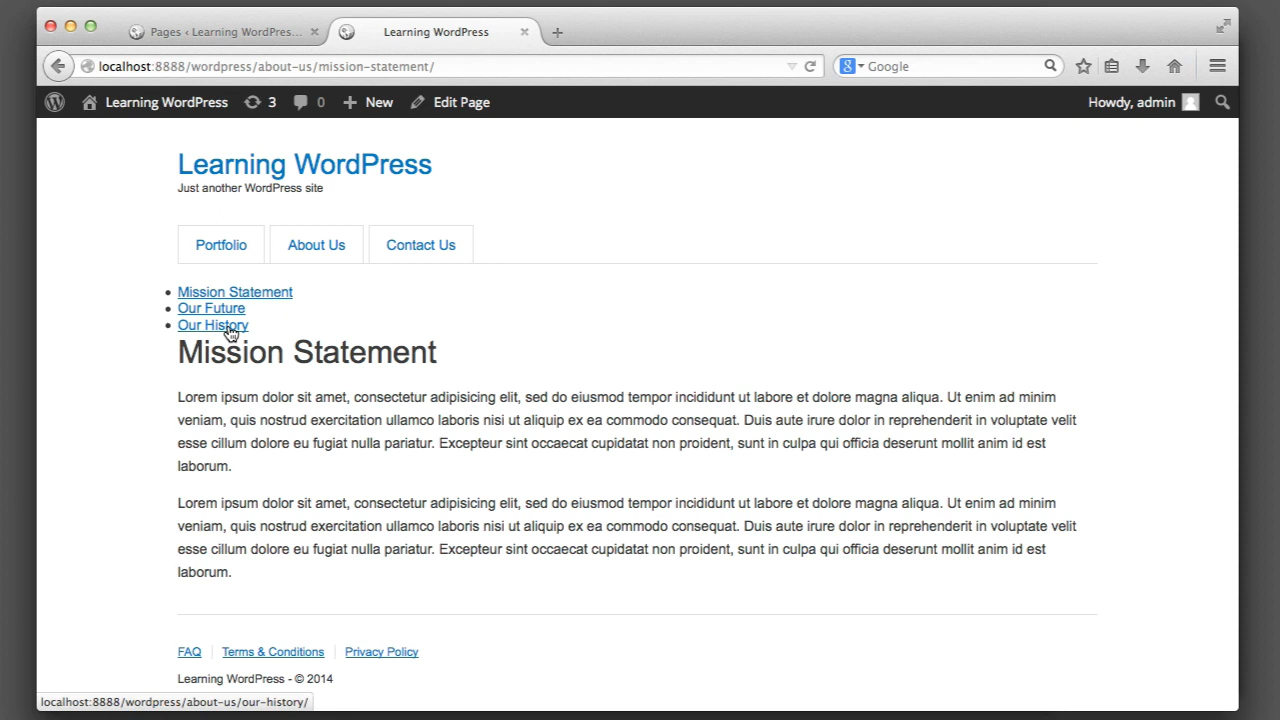 Pages ‹ Learning WordPres...
Learning WordPress
localhost:8888/wordpress/about-us/mission-statement/
Google
Learning WordPress 3 0 New Edit Page Howdy, admin
Learning WordPress
Just another WordPress site
Portfolio About Us Contact Us
Mission Statement
Our Future
Our History
Mission Statement
Lorem ipsum dolor sit amet, consectetur adipisicing elit, sed do eiusmod tempor incididunt ut labore et dolore magna aliqua. Ut enim ad minim
veniam, quis nostrud exercitation ullamco laboris nisi ut aliquip ex ea commodo consequat. Duis aute irure dolor in reprehenderit in voluptate velit
esse cillum dolore eu fugiat nulla pariatur. Excepteur sint occaecat cupidatat non proident, sunt in culpa qui officia deserunt mollit anim id est
laborum.
Lorem ipsum dolor sit amet, consectetur adipisicing elit, sed do eiusmod tempor incididunt ut labore et dolore magna aliqua. Ut enim ad minim
veniam, quis nostrud exercitation ullamco laboris nisi ut aliquip ex ea commodo consequat. Duis aute irure dolor in reprehenderit in voluptate velit
esse cillum dolore eu fugiat nulla pariatur. Excepteur sint occaecat cupidatat non proident, sunt in culpa qui officia deserunt mollit anim id est
laborum.
FAQ Terms & Conditions Privacy Policy
Learning WordPress - © 2014
localhost:8888/wordpress/about-us/our-history/